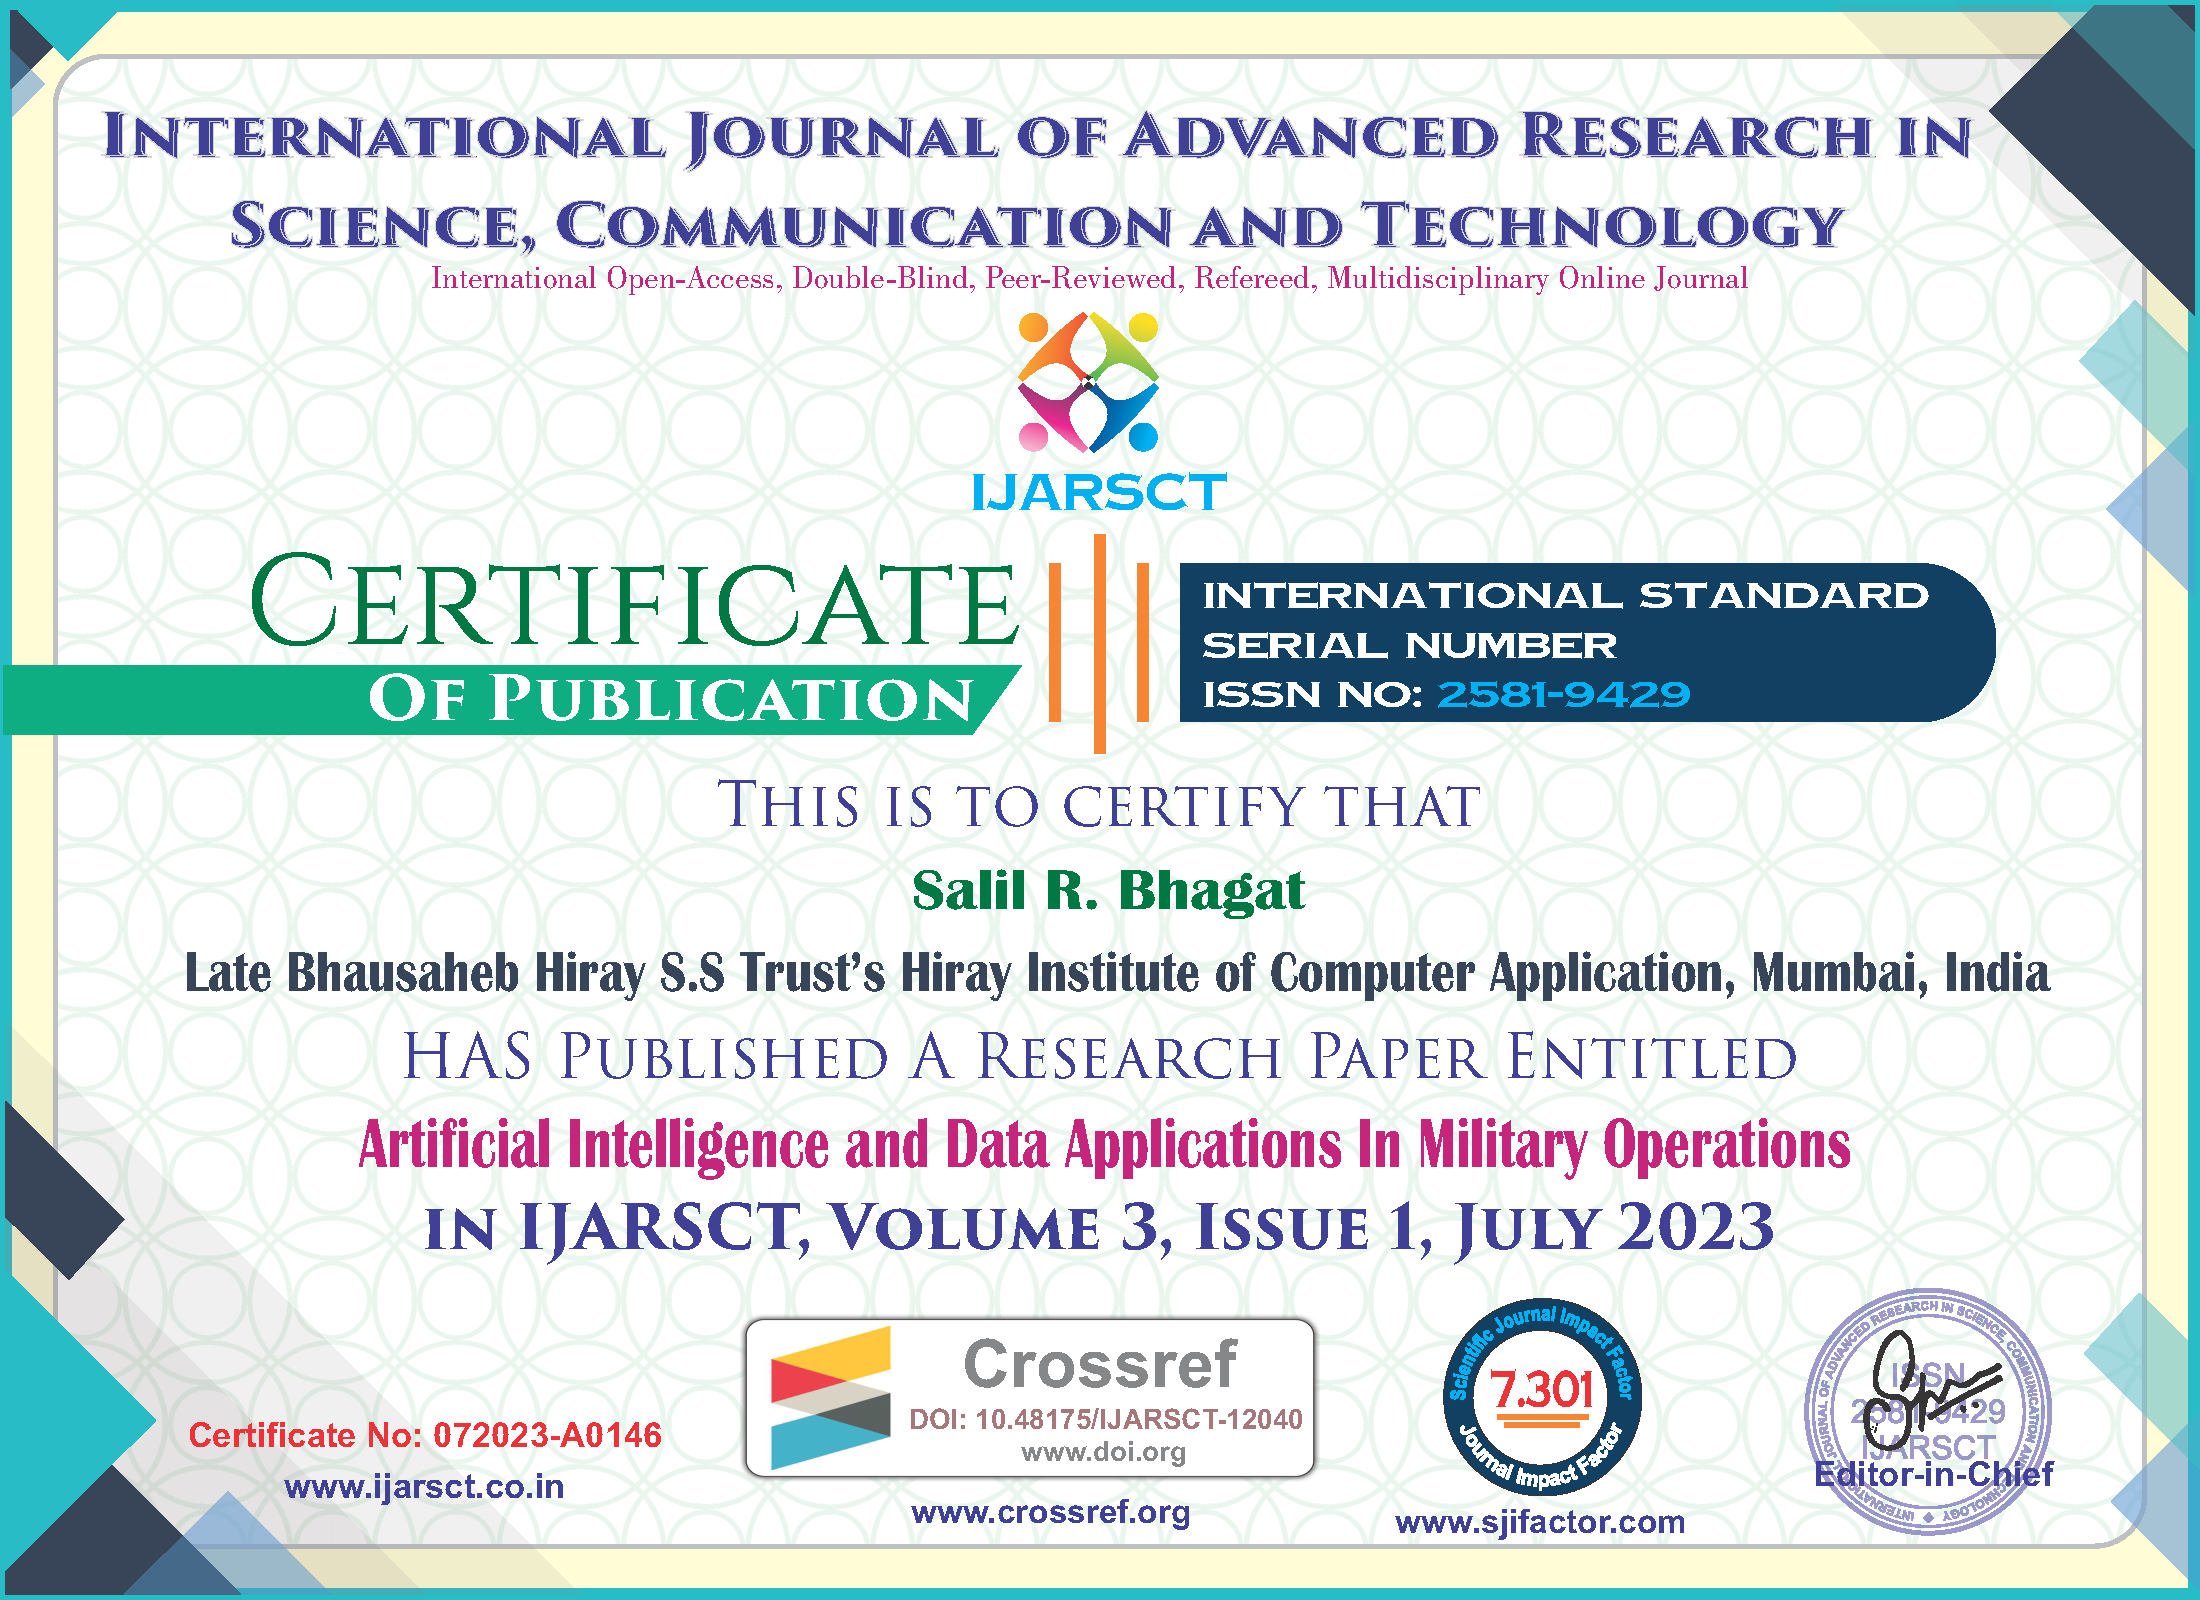 International Journal of Advanced Research in
Science, Communication and Technology
International Open-Access, Double-Blind, Peer-Reviewed, Refereed, Multidisciplinary Online Journal
IJARSCT
Certificate
Of Publication
INTERNATIONAL STANDARD
SERIAL NUMBER
ISSN NO: 2581-9429
This is to certify that
Salil R. Bhagat
Late Bhausaheb Hiray S.S Trust’s Hiray Institute of Computer Application, Mumbai, India
has Published a Research Paper Entitled
Artificial Intelligence and Data Applications In Military Operations
in IJARSCT, Volume 3, Issue 1, July 2023
Certificate No: 072023-A0146
www.ijarsct.co.in
Crossref
DOI: 10.48175/IJARSCT-12040
www.doi.org
www.crossref.org
Scientific Journal Impact Factor
7.301
Journal Impact Factor
www.sjifactor.com
INTERNATIONAL JOURNAL OF ADVANCED RESEARCH IN SCIENCE, COMMUNICATION AND TECHNOLOGY
ISSN
2581-9429
IJARSCT
Editor-in-Chief